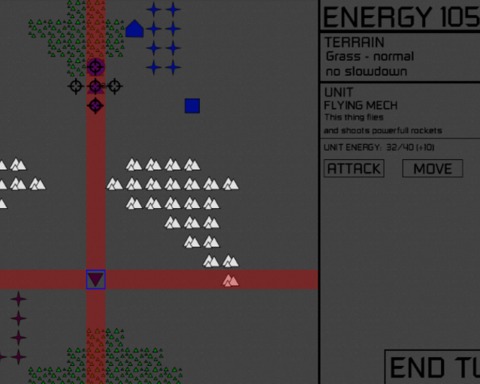 ENERGY 105
TERRAIN
Grass - normal
no slowdown
UNIT
FLYING MECH
This thing flies
and shoots powerfull rockets
UNIT ENERGY: 32/40 (+10)
ATTACK MOVE
END TU